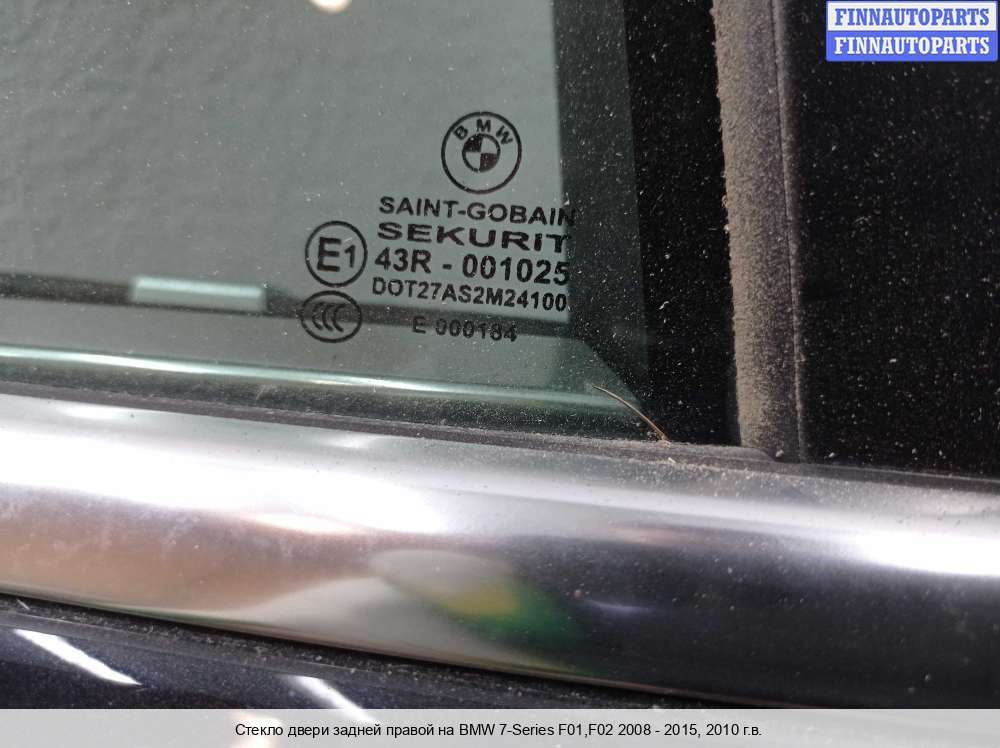 FINNAUTOPARTS
FINNAUTOPARTS
BMW
SAINT-GOBAIN
SEKURIT
E1 43R - 001025
DOT27AS2M24100
CCC E 000184
Стекло двери задней правой на BMW 7-Series F01,F02 2008 - 2015, 2010 г.в.